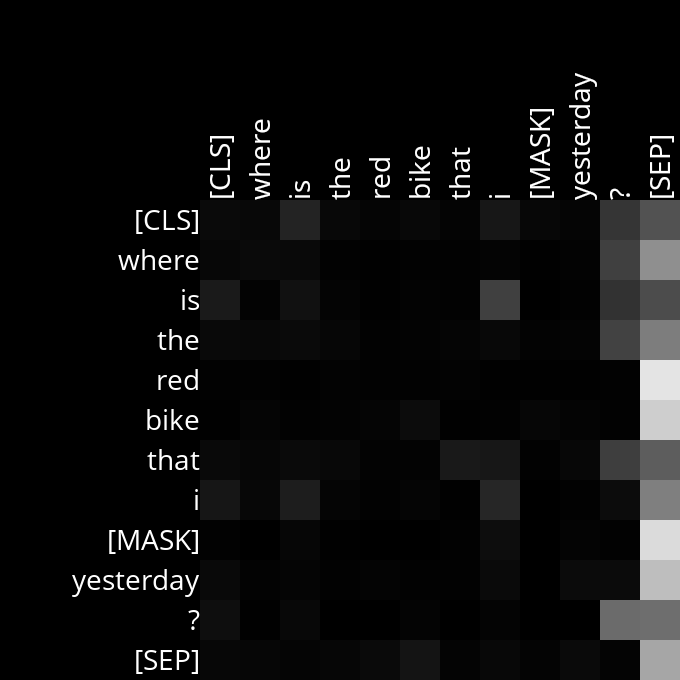 [CLS] where is the red bike that i [MASK] yesterday ? [SEP]
[CLS]
where
is
the
red
bike
that
i
[MASK]
yesterday
?
[SEP]